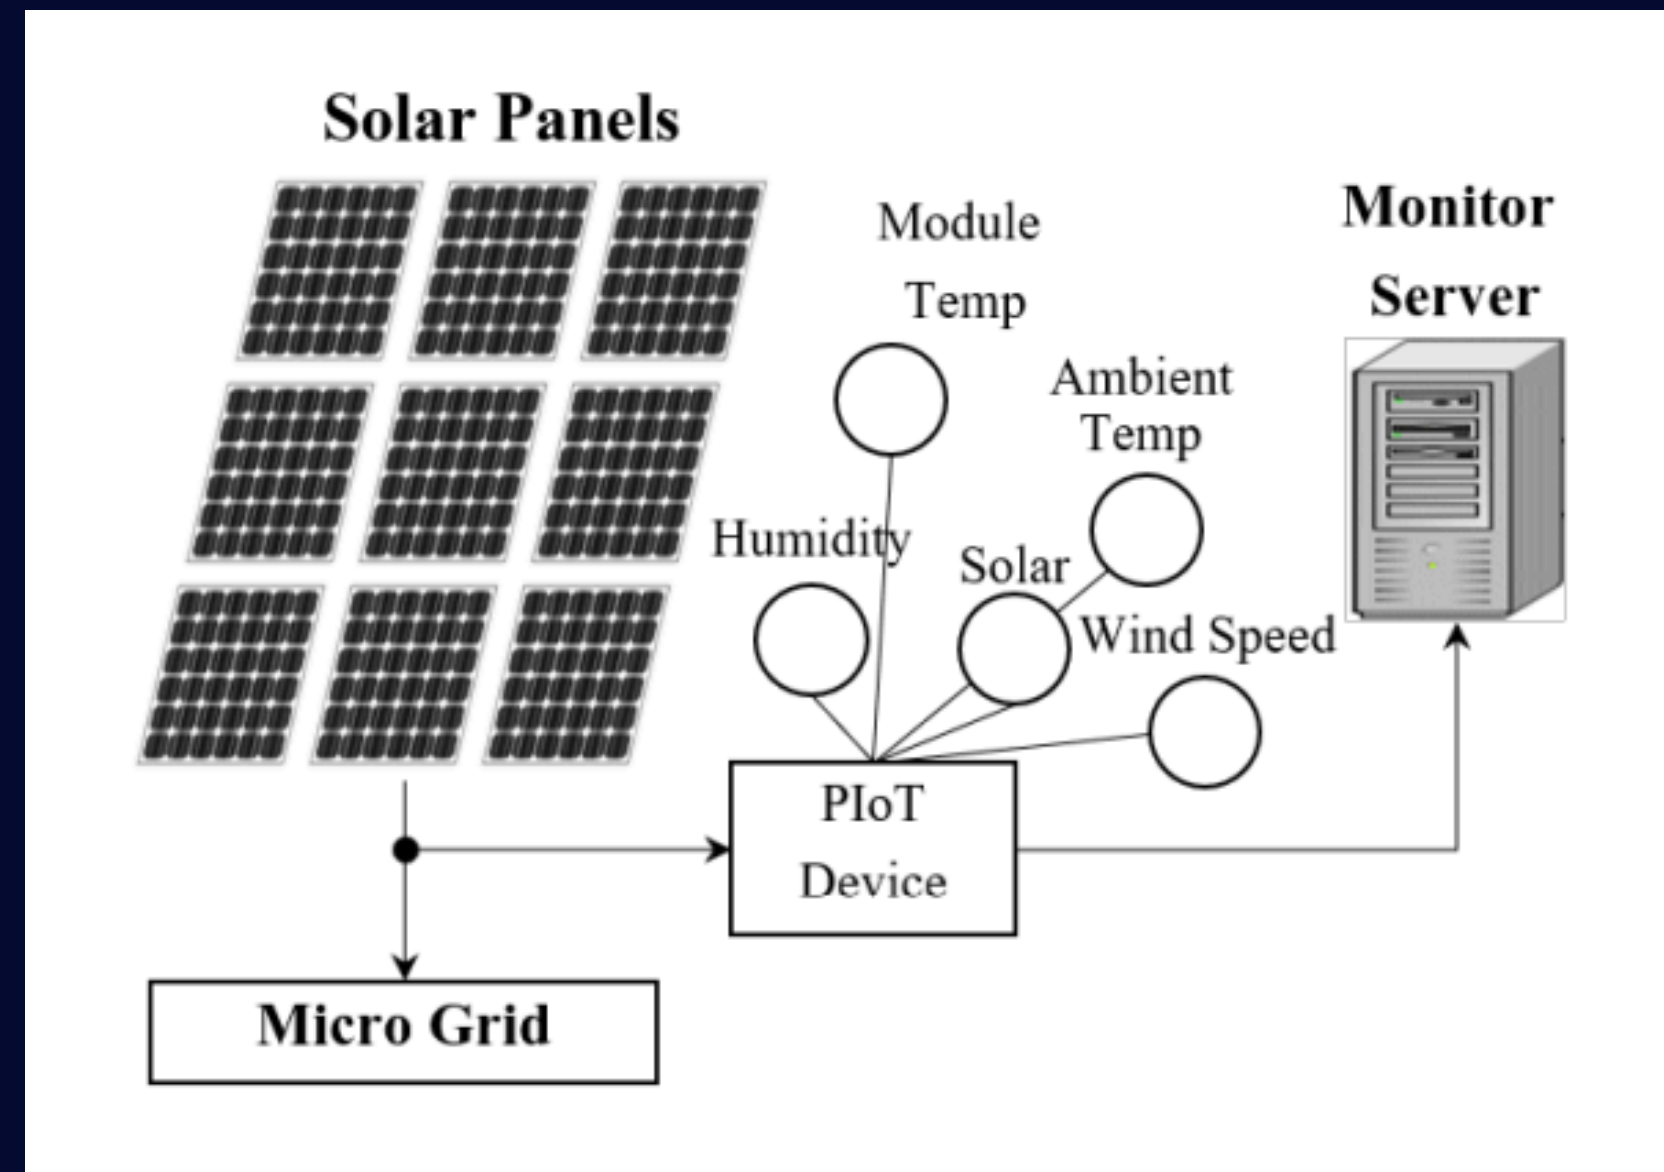 Solar Panels
Module
Temp
Monitor
Server
Ambient
Temp
Humidity
Solar
Wind Speed
PIoT
Device
Micro Grid